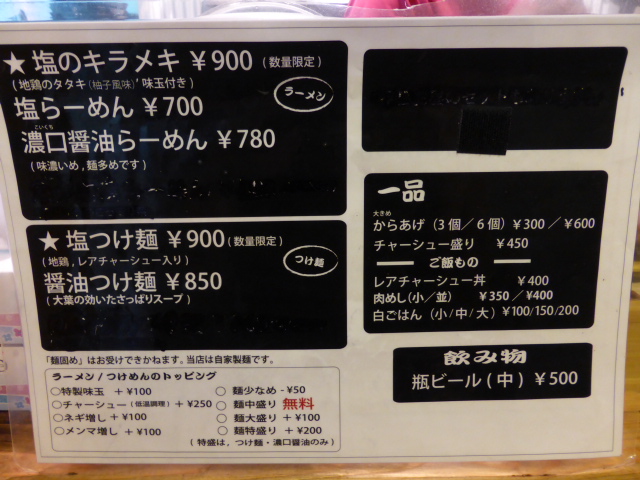 ★ 塩のキラメキ ¥900 (数量限定)
(地鶏のタタキ(柚子風味)・味玉付き)
ラーメン
塩らーめん ¥700
こいくち
濃口醤油らーめん ¥780
(味濃いめ,麺多めです)
★ 塩つけ麺 ¥900 (数量限定)
(地鶏,レアチャーシュー入り)
つけ麺
醤油つけ麺 ¥850
(大葉の効いたさっぱりスープ)
「麺固め」はお受けできかねます。当店は自家製麺です。
ラーメン/つけめんのトッピング
○特製味玉 +¥100
○チャーシュー(低温調理)+¥250
○ネギ増し +¥100
○メンマ増し +¥100
○ 麺少なめ -¥50
○ 麺中盛り 無料
○ 麺大盛り +¥100
○ 麺特盛り +¥200
(特盛は,つけ麺・濃口醤油のみ)
一品
大きめ
からあげ(3個/6個)¥300/¥600
チャーシュー盛り ¥450
ご飯もの
レアチャーシュー丼 ¥400
肉めし(小/並) ¥350/¥400
白ごはん(小/中/大)¥100/150/200
飲み物
瓶ビール(中)¥500